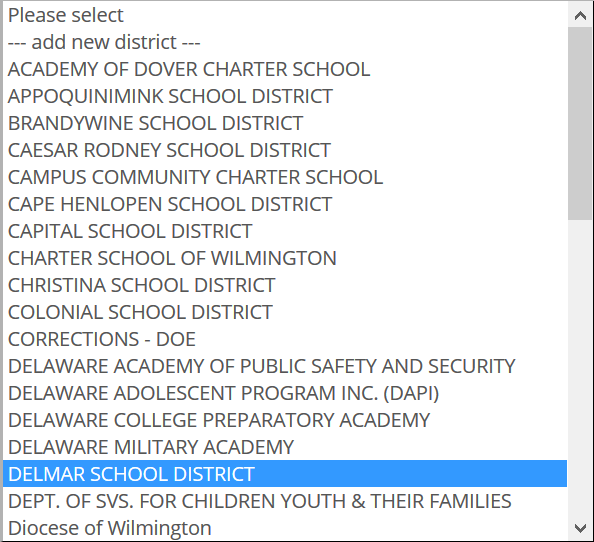 Please select
--- add new district ---
ACADEMY OF DOVER CHARTER SCHOOL
APPOQUINIMINK SCHOOL DISTRICT
BRANDYWINE SCHOOL DISTRICT
CAESAR RODNEY SCHOOL DISTRICT
CAMPUS COMMUNITY CHARTER SCHOOL
CAPE HENLOPEN SCHOOL DISTRICT
CAPITAL SCHOOL DISTRICT
CHARTER SCHOOL OF WILMINGTON
CHRISTINA SCHOOL DISTRICT
COLONIAL SCHOOL DISTRICT
CORRECTIONS - DOE
DELAWARE ACADEMY OF PUBLIC SAFETY AND SECURITY
DELAWARE ADOLESCENT PROGRAM INC. (DAPI)
DELAWARE COLLEGE PREPARATORY ACADEMY
DELAWARE MILITARY ACADEMY
DELMAR SCHOOL DISTRICT
DEPT. OF SVS. FOR CHILDREN YOUTH & THEIR FAMILIES
Diocese of Wilmington